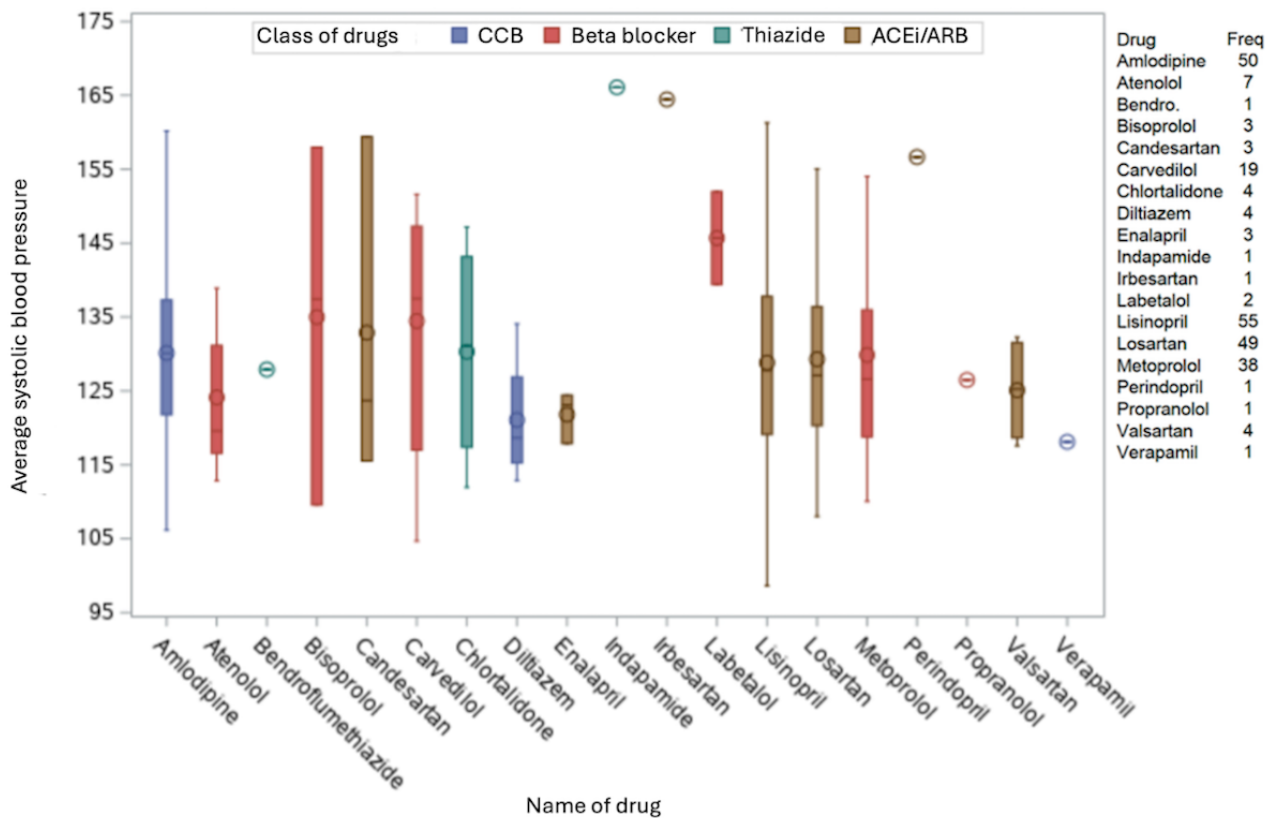 Class of drugs CCB Beta blocker Thiazide ACEi/ARB
175
165
155
145
135
125
115
105
95
Average systolic blood pressure
Amlodipine
Atenolol
Bendroflumethiazide
Bisoprolol
Candesartan
Carvedilol
Chlortalidone
Diltiazem
Enalapril
Indapamide
Irbesartan
Labetalol
Lisinopril
Losartan
Metoprolol
Perindopril
Propranolol
Valsartan
Verapamil
Name of drug
Drug Freq
Amlodipine 50
Atenolol 7
Bendro. 1
Bisoprolol 3
Candesartan 3
Carvedilol 19
Chlortalidone 4
Diltiazem 4
Enalapril 3
Indapamide 1
Irbesartan 1
Labetalol 2
Lisinopril 55
Losartan 49
Metoprolol 38
Perindopril 1
Propranolol 1
Valsartan 4
Verapamil 1